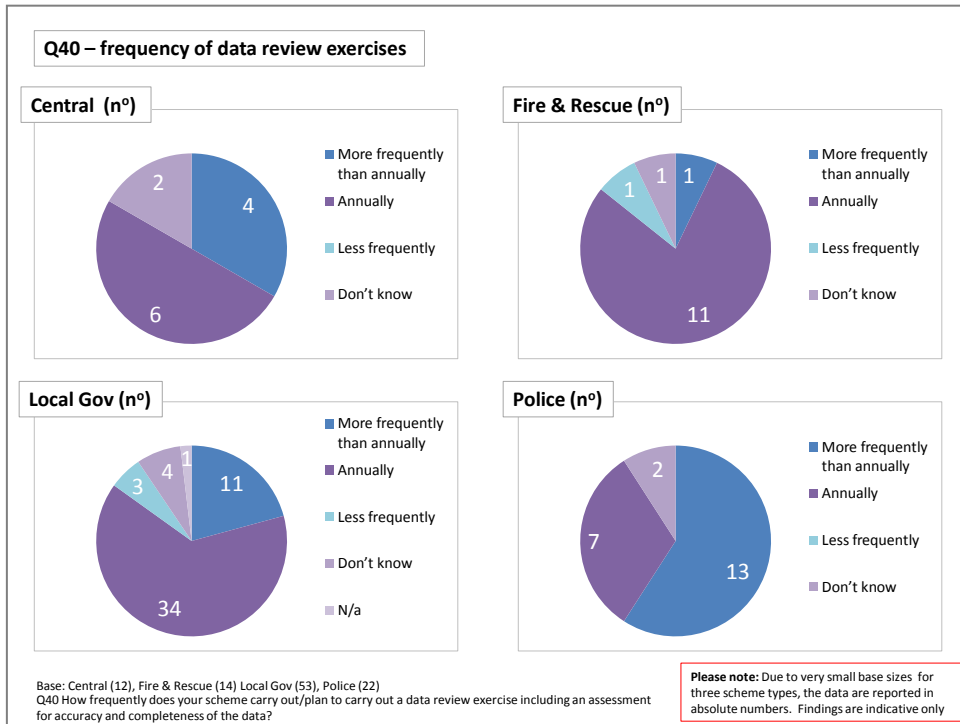 Q40 – frequency of data review exercises
Central (nº)
2
4
6
More frequently
than annually
Annually
Less frequently
Don't know
Fire & Rescue (nº)
1
1
1
11
More frequently
than annually
Annually
Less frequently
Don't know
Local Gov (nº)
1
4
3
11
34
More frequently
than annually
Annually
Less frequently
Don't know
N/a
Police (nº)
2
7
13
More frequently
than annually
Annually
Less frequently
Don't know
Base: Central (12), Fire & Rescue (14) Local Gov (53), Police (22)
Q40 How frequently does your scheme carry out/plan to carry out a data review exercise including an assessment
for accuracy and completeness of the data?
Please note: Due to very small base sizes for
three scheme types, the data are reported in
absolute numbers. Findings are indicative only